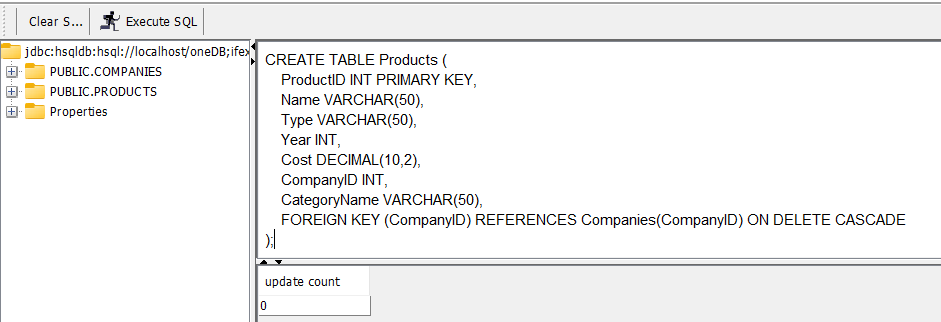 Clear S... Execute SQL
jdbc:hsqldb:hsql://localhost/oneDB;ifex
PUBLIC.COMPANIES
PUBLIC.PRODUCTS
Properties
CREATE TABLE Products (
ProductID INT PRIMARY KEY,
Name VARCHAR(50),
Type VARCHAR(50),
Year INT,
Cost DECIMAL(10,2),
CompanyID INT,
CategoryName VARCHAR(50),
FOREIGN KEY (CompanyID) REFERENCES Companies(CompanyID) ON DELETE CASCADE
);
update count
0